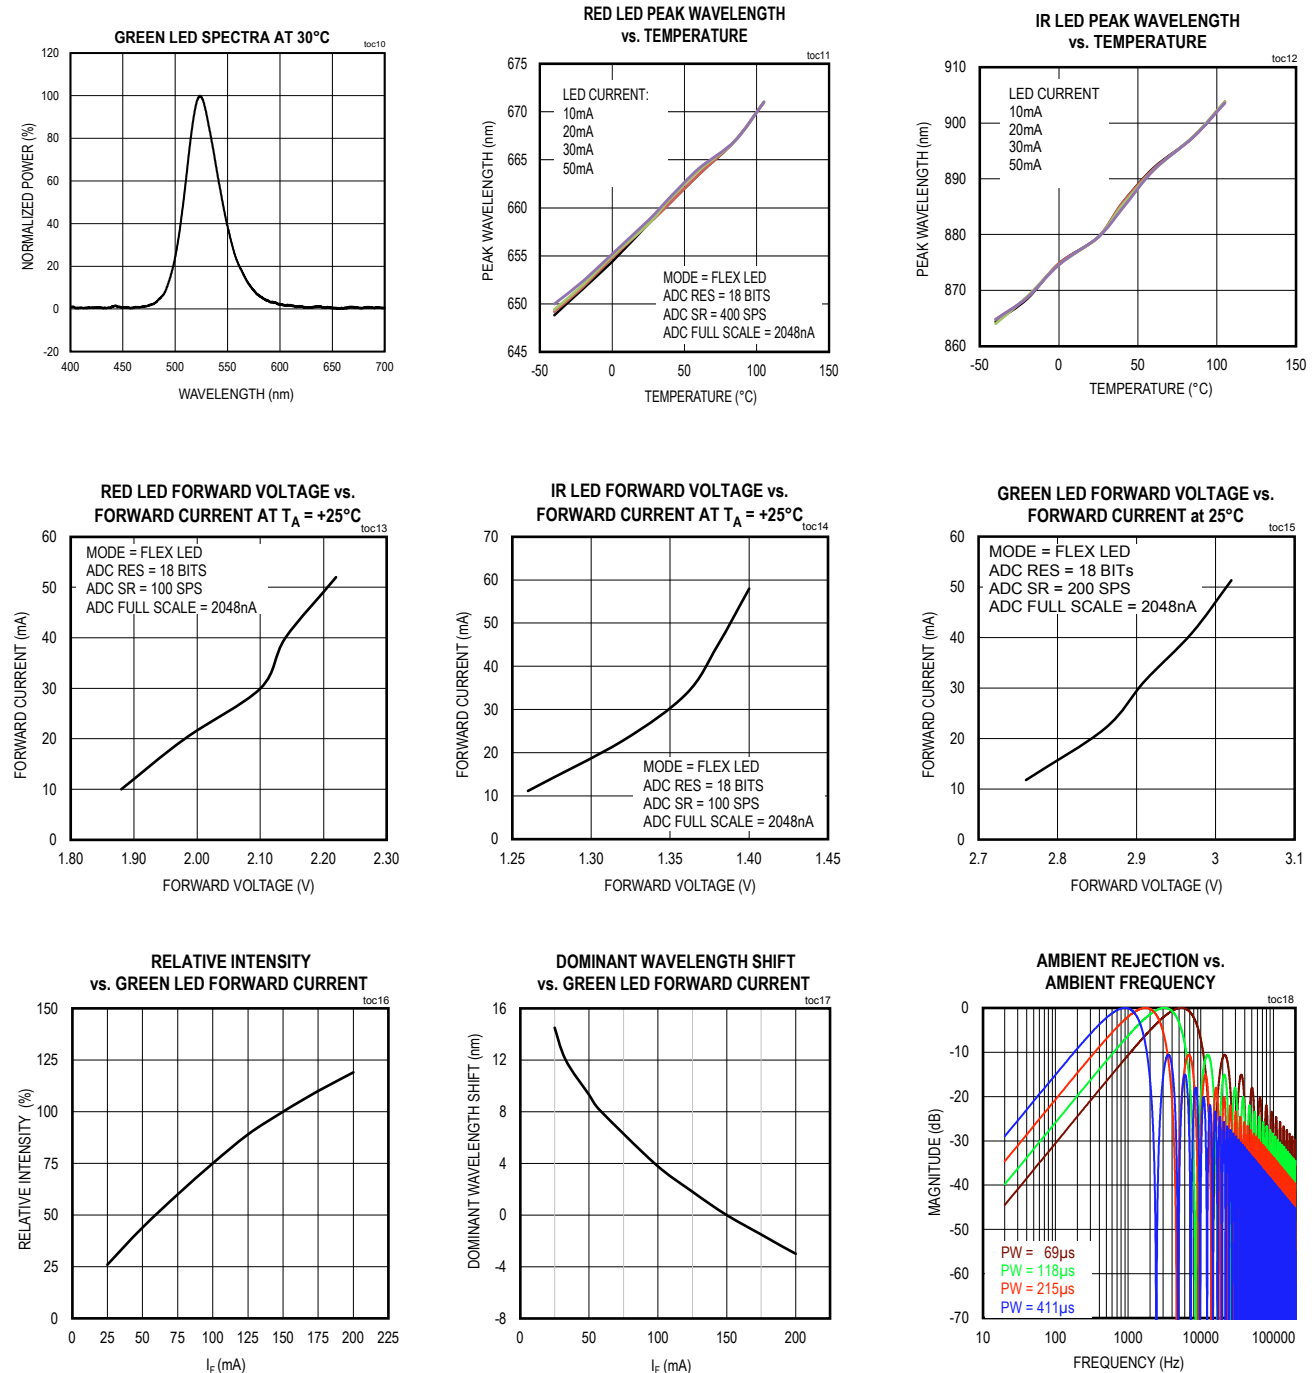 GREEN LED SPECTRA AT 30°C
toc10
120
100
80
60
40
20
0
-20
400 450 500 550 600 650 700
NORMALIZED POWER (%)
WAVELENGTH (nm)
RED LED PEAK WAVELENGTH
vs. TEMPERATURE
toc11
675
670
665
660
655
650
645
-50 0 50 100 150
PEAK WAVELENGTH (nm)
TEMPERATURE (°C)
LED CURRENT:
10mA
20mA
30mA
50mA
MODE = FLEX LED
ADC RES = 18 BITS
ADC SR = 400 SPS
ADC FULL SCALE = 2048nA
IR LED PEAK WAVELENGTH
vs. TEMPERATURE
toc12
910
900
890
880
870
860
-50 0 50 100 150
PEAK WAVELENGTH (nm)
TEMPERATURE (°C)
LED CURRENT
10mA
20mA
30mA
50mA
RED LED FORWARD VOLTAGE vs.
FORWARD CURRENT AT TA = +25°C
toc13
60
50
40
30
20
10
0
1.80 1.90 2.00 2.10 2.20 2.30
FORWARD CURRENT (mA)
FORWARD VOLTAGE (V)
MODE = FLEX LED
ADC RES = 18 BITS
ADC SR = 100 SPS
ADC FULL SCALE = 2048nA
IR LED FORWARD VOLTAGE vs.
FORWARD CURRENT AT TA = +25°C
toc14
70
60
50
40
30
20
10
0
1.25 1.30 1.35 1.40 1.45
FORWARD CURRENT (mA)
FORWARD VOLTAGE (V)
MODE = FLEX LED
ADC RES = 18 BITS
ADC SR = 100 SPS
ADC FULL SCALE = 2048nA
GREEN LED FORWARD VOLTAGE vs.
FORWARD CURRENT at 25°C
toc15
60
50
40
30
20
10
0
2.7 2.8 2.9 3 3.1
FORWARD CURRENT (mA)
FORWARD VOLTAGE (V)
MODE = FLEX LED
ADC RES = 18 BITs
ADC SR = 200 SPS
ADC FULL SCALE = 2048nA
RELATIVE INTENSITY
vs. GREEN LED FORWARD CURRENT
toc16
150
125
100
75
50
25
0
0 25 50 75 100 125 150 175 200 225
RELATIVE INTENSITY (%)
IF (mA)
DOMINANT WAVELENGTH SHIFT
vs. GREEN LED FORWARD CURRENT
toc17
16
12
8
4
0
-4
-8
0 50 100 150 200
DOMINANT WAVELENGTH SHIFT (nm)
IF (mA)
AMBIENT REJECTION vs.
AMBIENT FREQUENCY
toc18
0
-10
-20
-30
-40
-50
-60
-70
10 100 1000 10000 100000
MAGNITUDE (dB)
FREQUENCY (Hz)
PW = 69µs
PW = 118µs
PW = 215µs
PW = 411µs